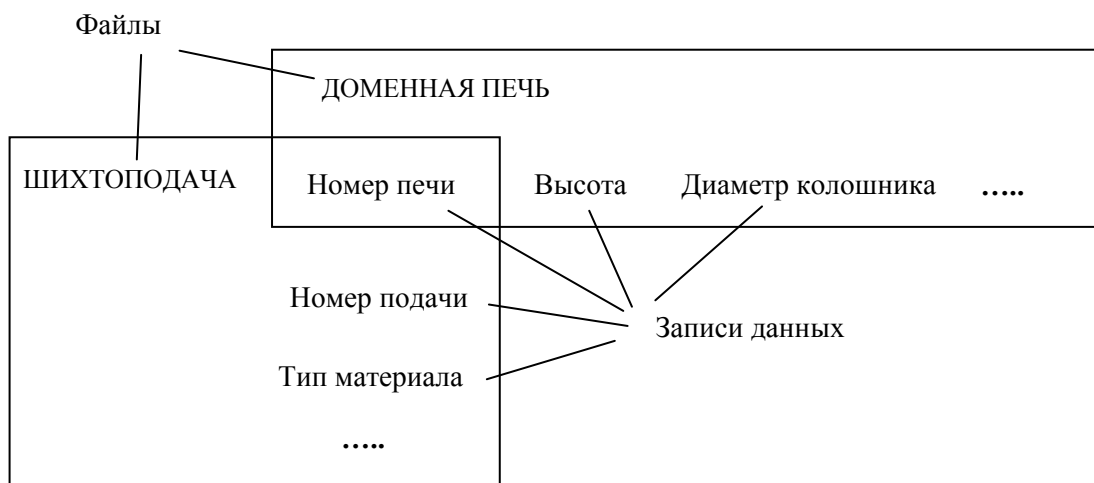 Файлы
ДОМЕННАЯ ПЕЧЬ
ШИХТОПОДАЧА
Номер печи Высота Диаметр колошника …..
Номер подачи
Записи данных
Тип материала
…..